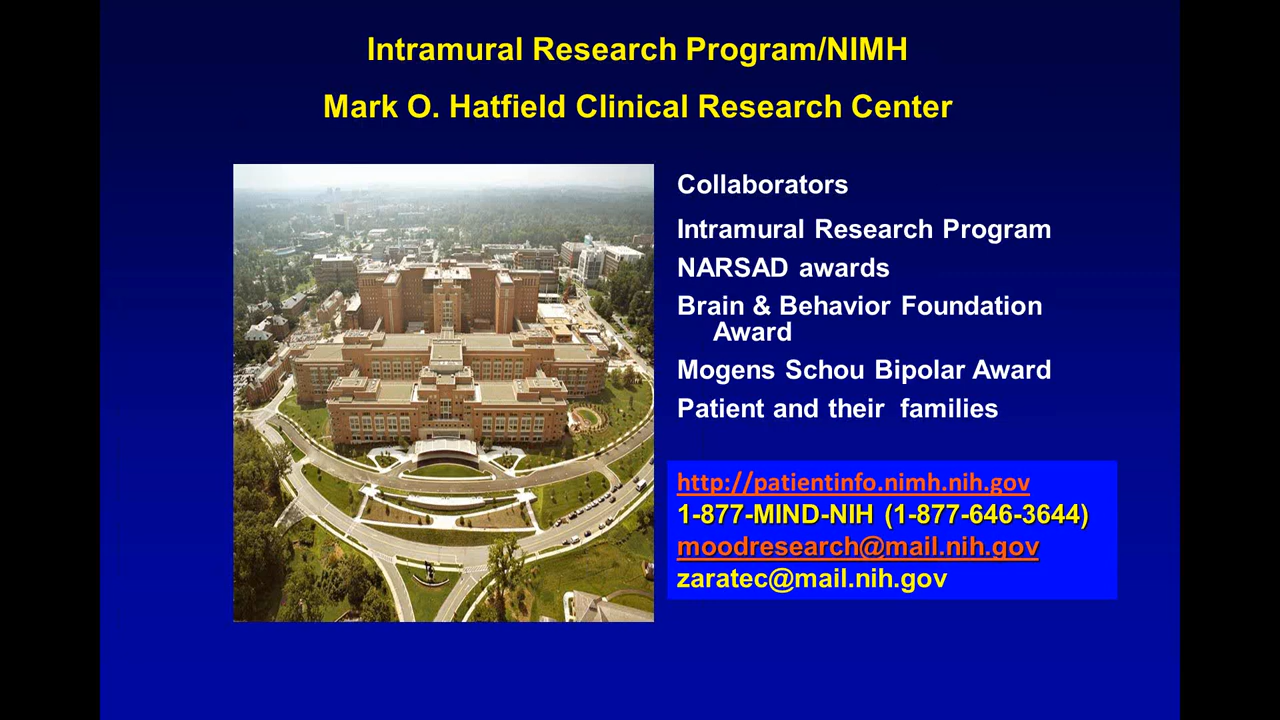 Intramural Research Program/NIMH
Mark O. Hatfield Clinical Research Center
Collaborators
Intramural Research Program
NARSAD awards
Brain & Behavior Foundation
Award
Mogens Schou Bipolar Award
Patient and their families
http://patientinfo.nimh.nih.gov
1-877-MIND-NIH (1-877-646-3644)
moodresearch@mail.nih.gov
zaratec@mail.nih.gov